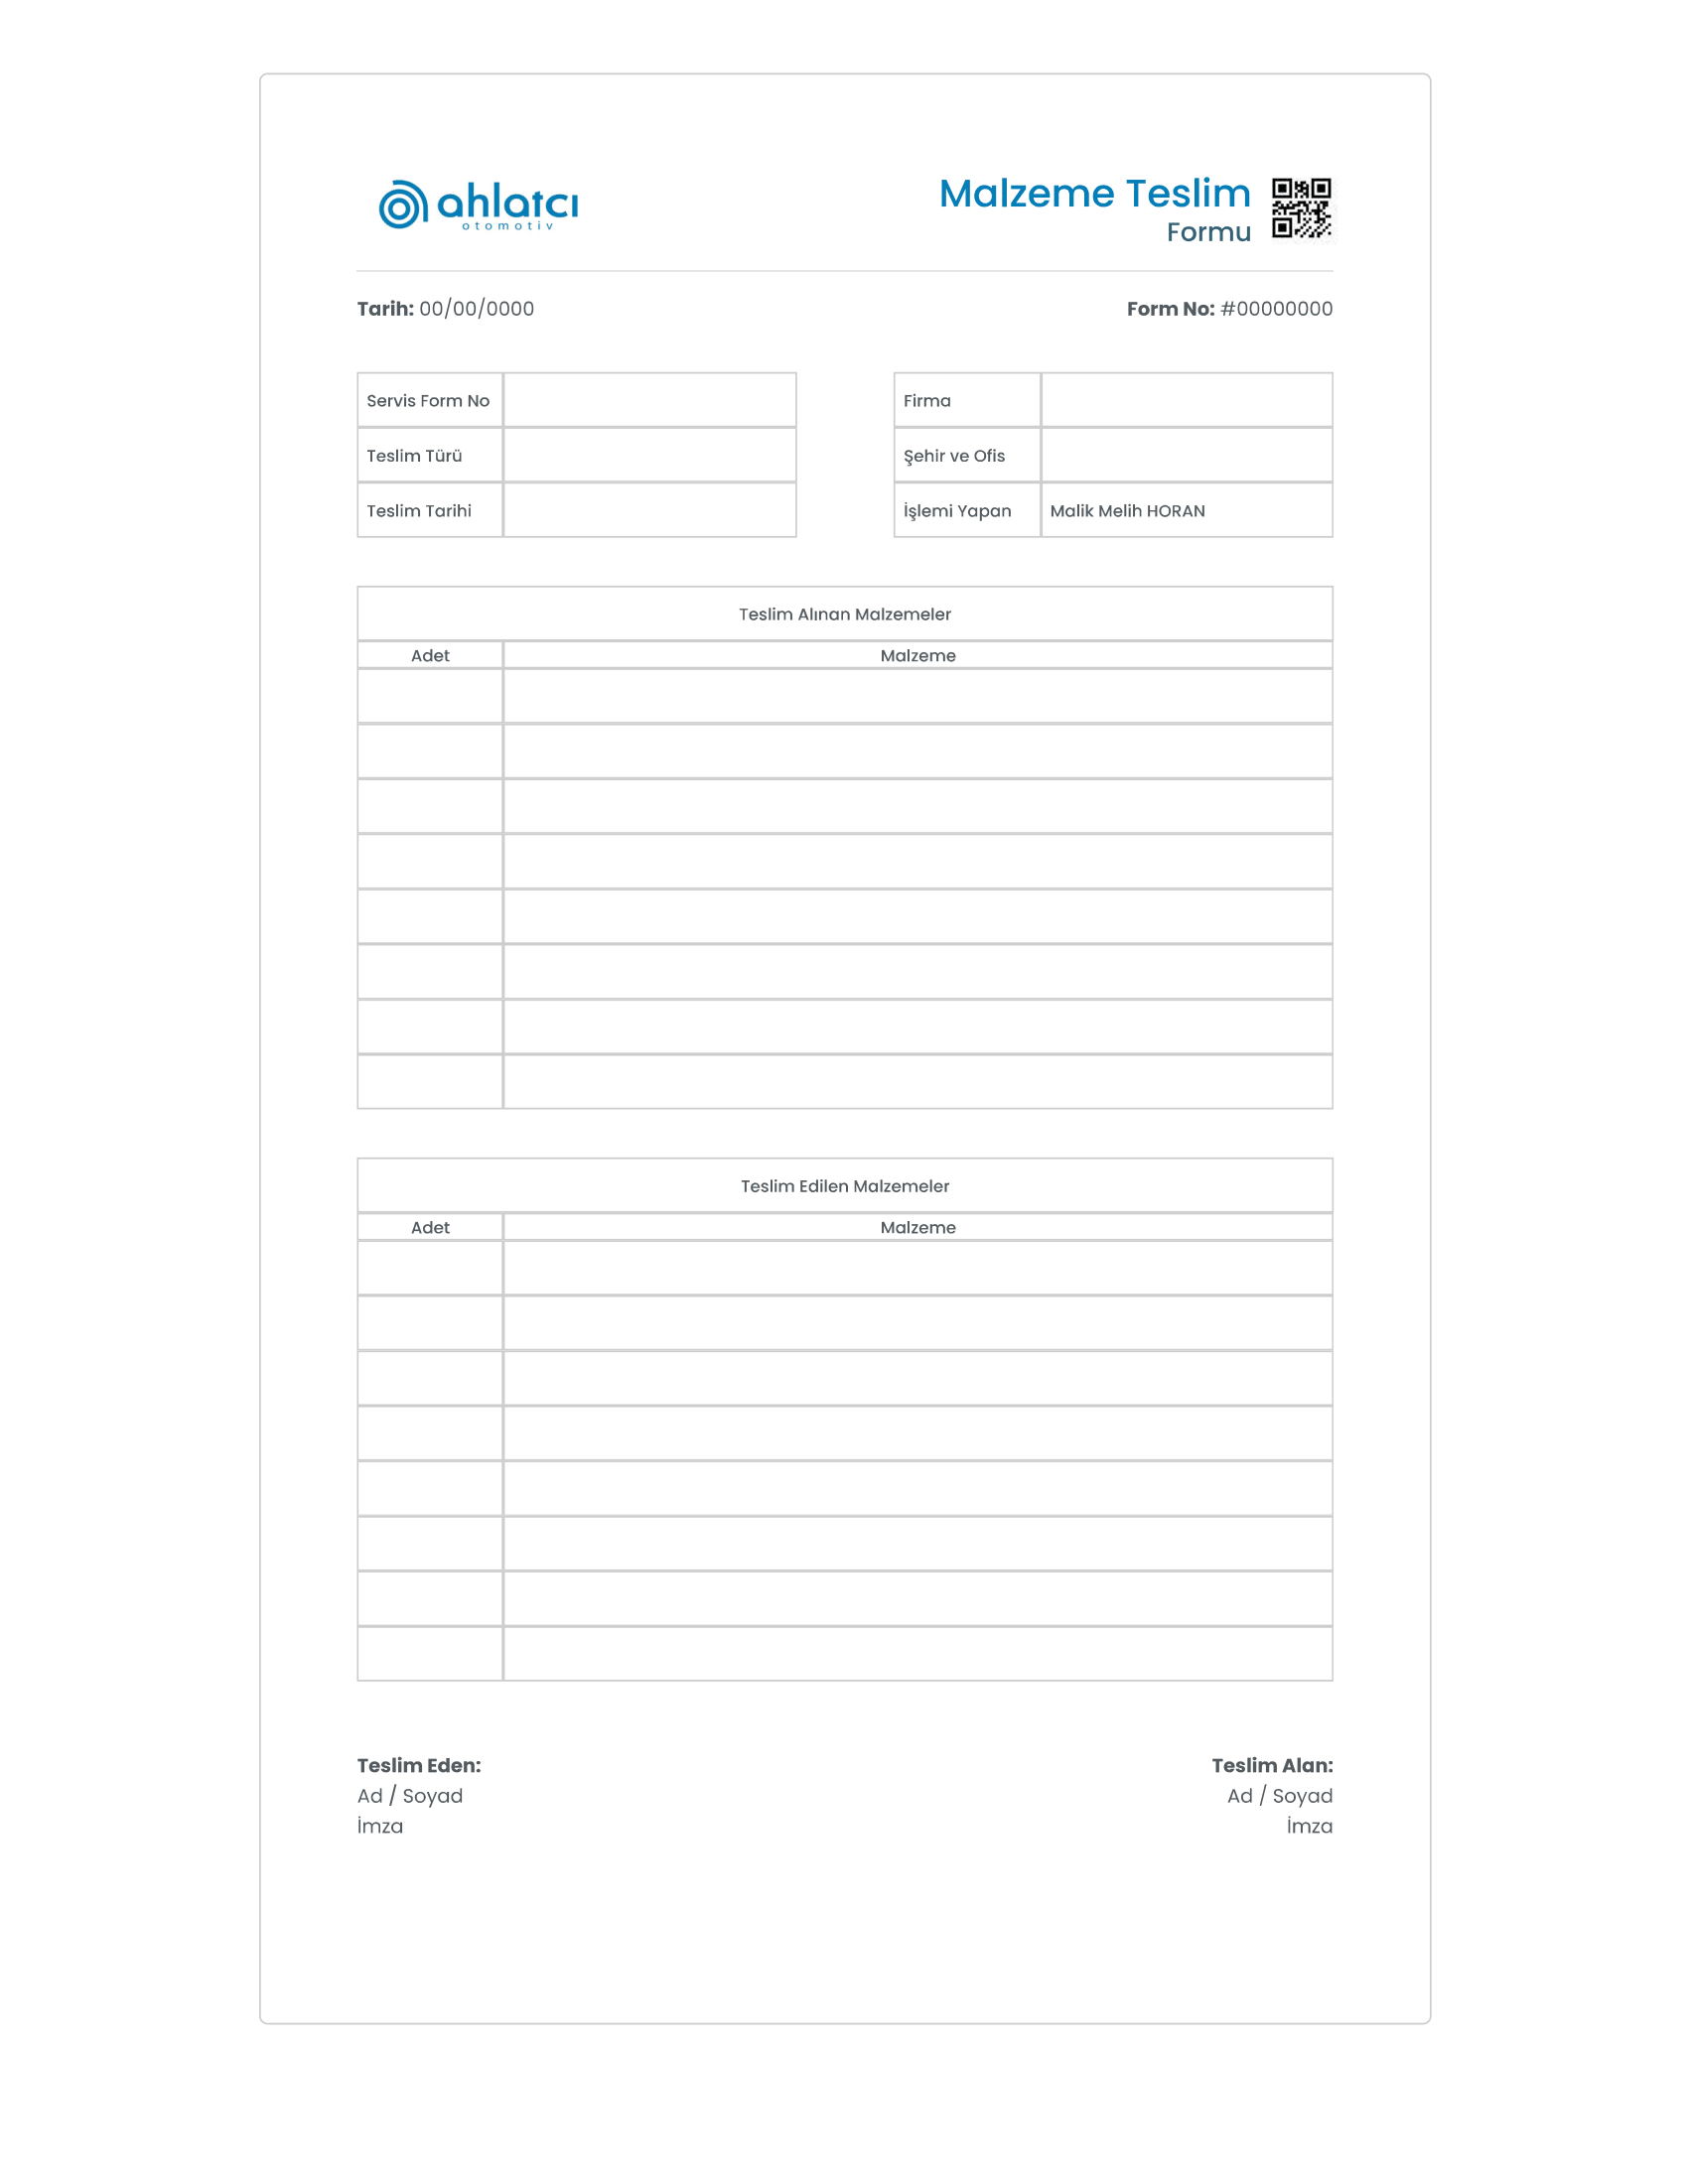 ahlatcı
otomotiv
Malzeme Teslim
Formu
Tarih: 00/00/0000
Form No: #00000000
Servis Form No
Teslim Türü
Teslim Tarihi
Firma
Şehir ve Ofis
İşlemi Yapan Malik Melih HORAN
Teslim Alınan Malzemeler
Adet Malzeme
Teslim Edilen Malzemeler
Adet Malzeme
Teslim Eden:
Ad / Soyad
İmza
Teslim Alan:
Ad / Soyad
İmza